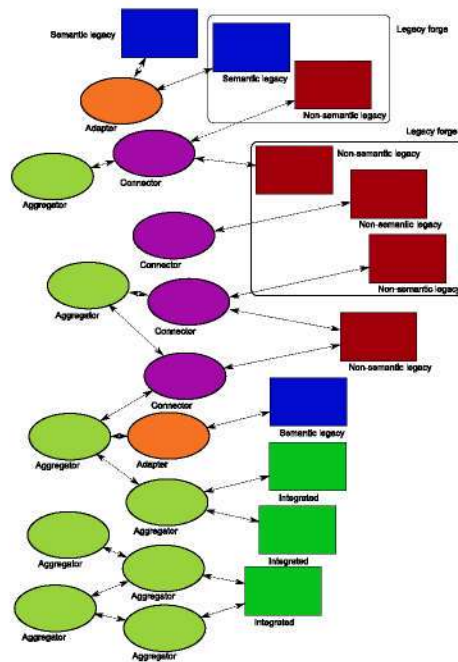 Legacy forge
Semantic legacy
Semantic legacy
Adapter
Non-semantic legacy
Legacy forge
Non-semantic legacy
Connector
Aggregator
Non-semantic legacy
Connector
Non-semantic legacy
Aggregator
Connector
Non-semantic legacy
Connector
Semantic legacy
Aggregator
Adapter
Integrated
Aggregator
Integrated
Aggregator
Aggregator
Integrated
Aggregator
Aggregator